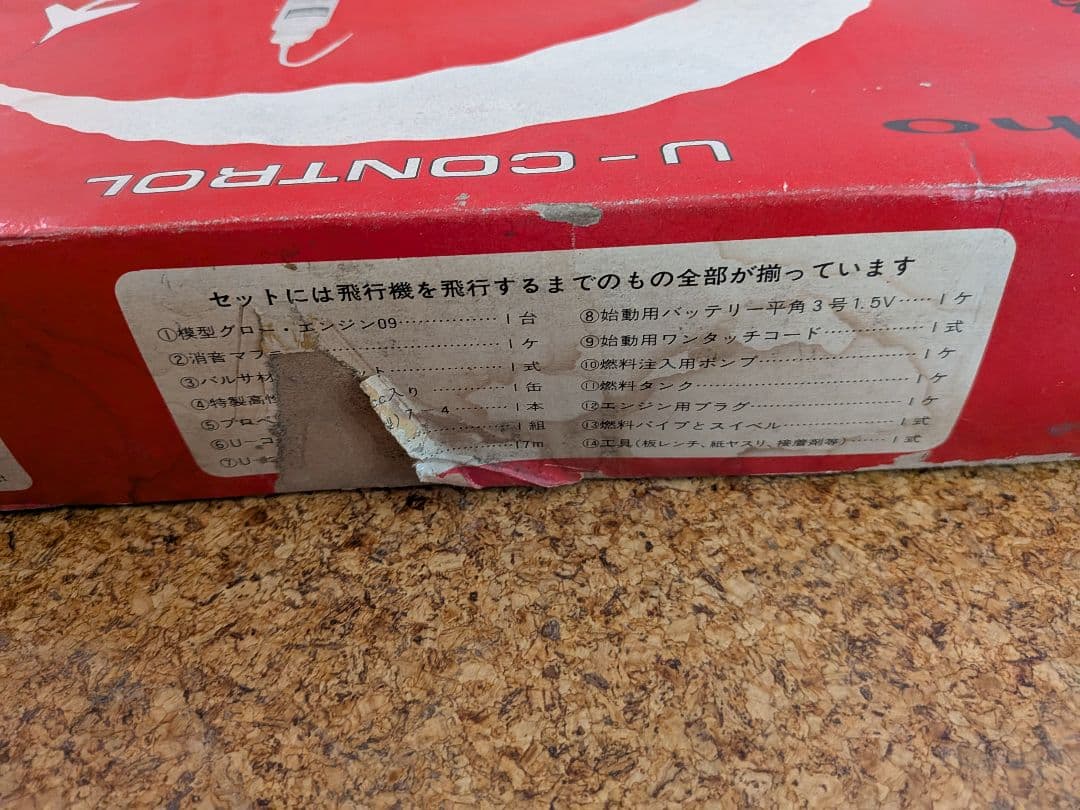 U-CONTROL
ho
セットには飛行機を飛行するまでのもの全部が揃っています
①模型グロー・エンジン09……………1台
②消音マフラ…………1ケ
③バルサ材 ット…………1式
④特製高性 cc入り…………1缶
⑤プロペ 7-4…………1本
⑥U-コ…………1組
⑦U-…………17m
⑧始動用バッテリー平角3号1.5V……1ケ
⑨始動用ワンタッチコード……………1式
⑩燃料注入用ポンプ……………1ケ
⑪燃料タンク……………1ケ
⑫エンジン用プラグ……………1ケ
⑬燃料パイプとスイベル……………1式
⑭工具(板レンチ、紙ヤスリ、接着剤等)……1式